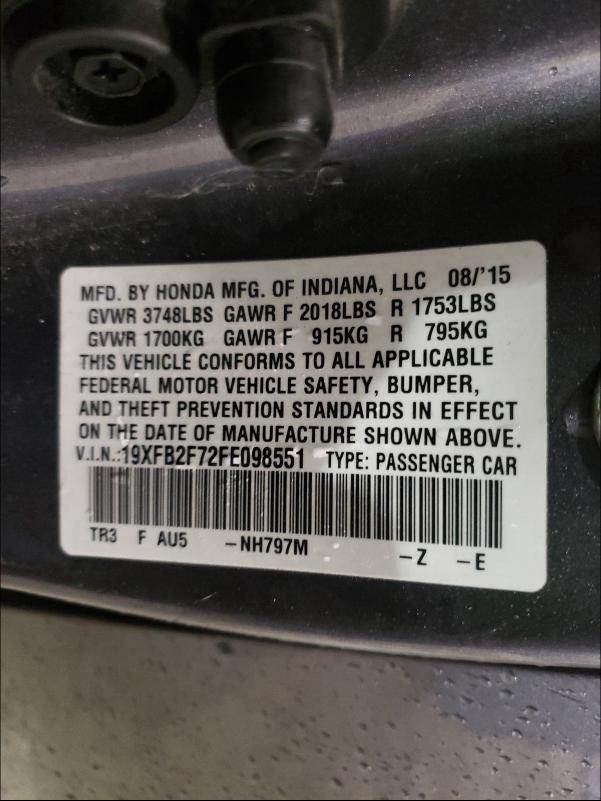 MFD. BY HONDA MFG. OF INDIANA, LLC 08/'15
GVWR 3748LBS GAWR F 2018LBS R 1753LBS
GVWR 1700KG GAWR F 915KG R 795KG
THIS VEHICLE CONFORMS TO ALL APPLICABLE
FEDERAL MOTOR VEHICLE SAFETY, BUMPER,
AND THEFT PREVENTION STANDARDS IN EFFECT
ON THE DATE OF MANUFACTURE SHOWN ABOVE.
V.I.N.:19XFB2F72FE098551 TYPE: PASSENGER CAR
TR3 F AU5 -NH797M -Z -E